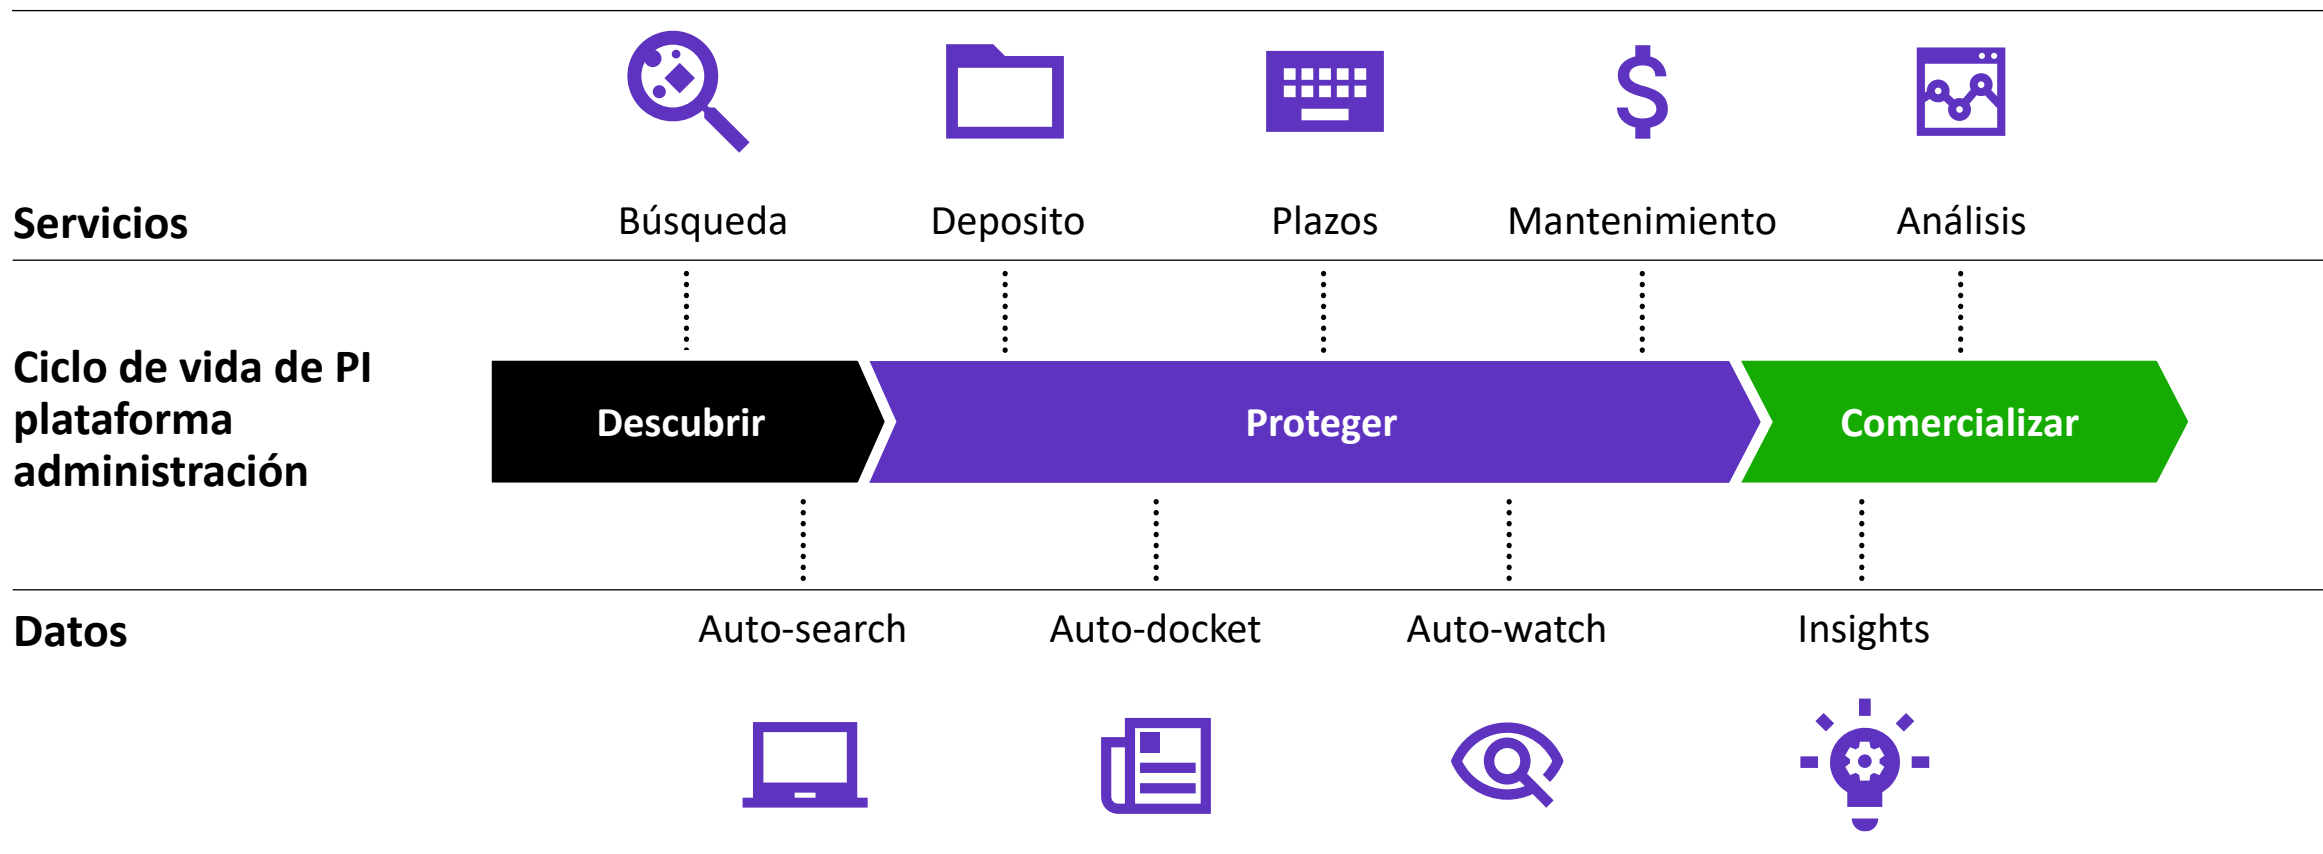 Servicios
Búsqueda
Deposito
Plazos
Mantenimiento
Análisis
Ciclo de vida de PI
plataforma
administración
Descubrir
Proteger
Comercializar
Datos
Auto-search
Auto-docket
Auto-watch
Insights